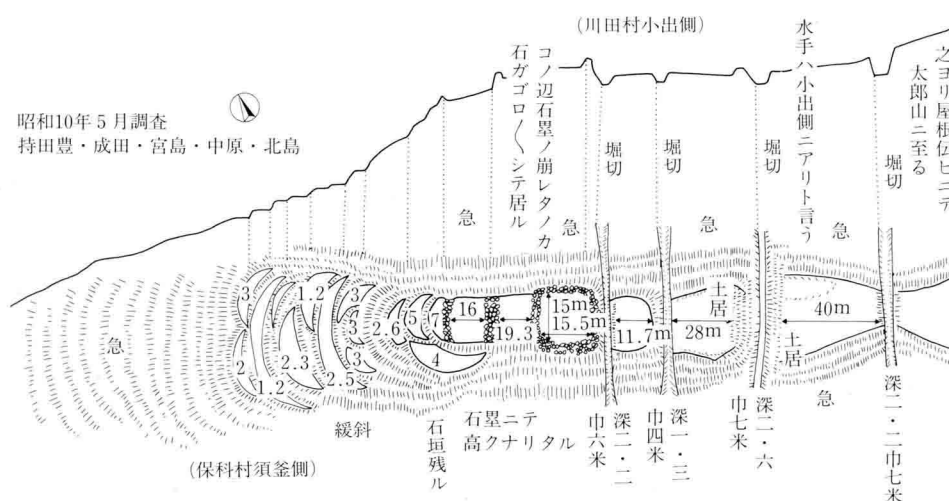 (川田村小出側)
昭和10年5月調査
持田豊・成田・宮島・中原・北島
之ヨリ屋根伝ヒニテ
太郎山ニ至る
水手ハ小出側ニアリト言う
コノ辺石塁ノ崩レタノカ
石ガゴロ〳〵シテ居ル
堀切
堀切
堀切
堀切
急
急
急
急
急
急
3
1.2
3
3
3
2
1.2
2.3
2.5
2.6
5
7
4
16
19.3
15m
15.5m
11.7m
28m
40m
土居
土居
緩斜
石垣残ル
石塁ニテ
高クナリタル
深二・二
巾六米
深一・三
巾四米
深二・六
巾七米
深二・二巾七米
(保科村須釜側)